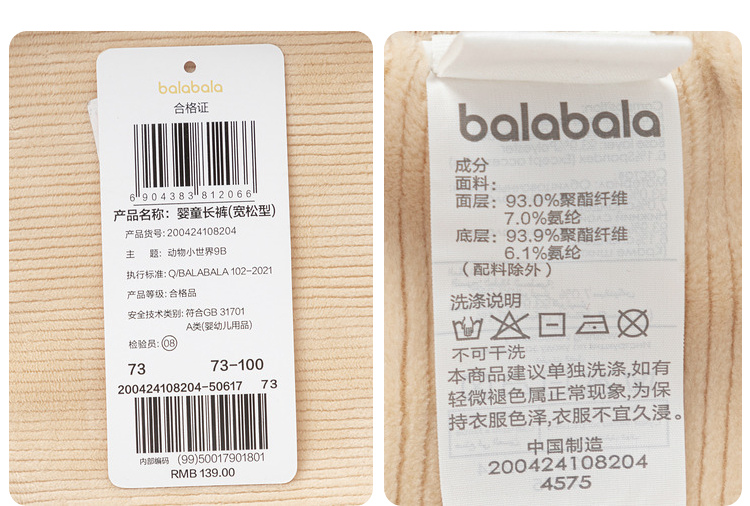 balabala
合格证
6 904383 812066
产品名称: 婴童长裤(宽松型)
产品货号: 200424108204
主 题: 动物小世界9B
执行标准: Q/BALABALA 102-2021
产品等级: 合格品
安全技术类别: 符合GB 31701
A类(婴幼儿用品)
检验员: 08
73 73-100
200424108204-50617 73
内部编码 (99)50017901801
RMB 139.00
balabala
成分
面料:
面层: 93.0%聚酯纤维
7.0%氨纶
底层: 93.9%聚酯纤维
6.1%氨纶
(配料除外)
洗涤说明
不可干洗
本商品建议单独洗涤,如有
轻微褪色属正常现象,为保
持衣服色泽,衣服不宜久浸。
中国制造
200424108204
4575